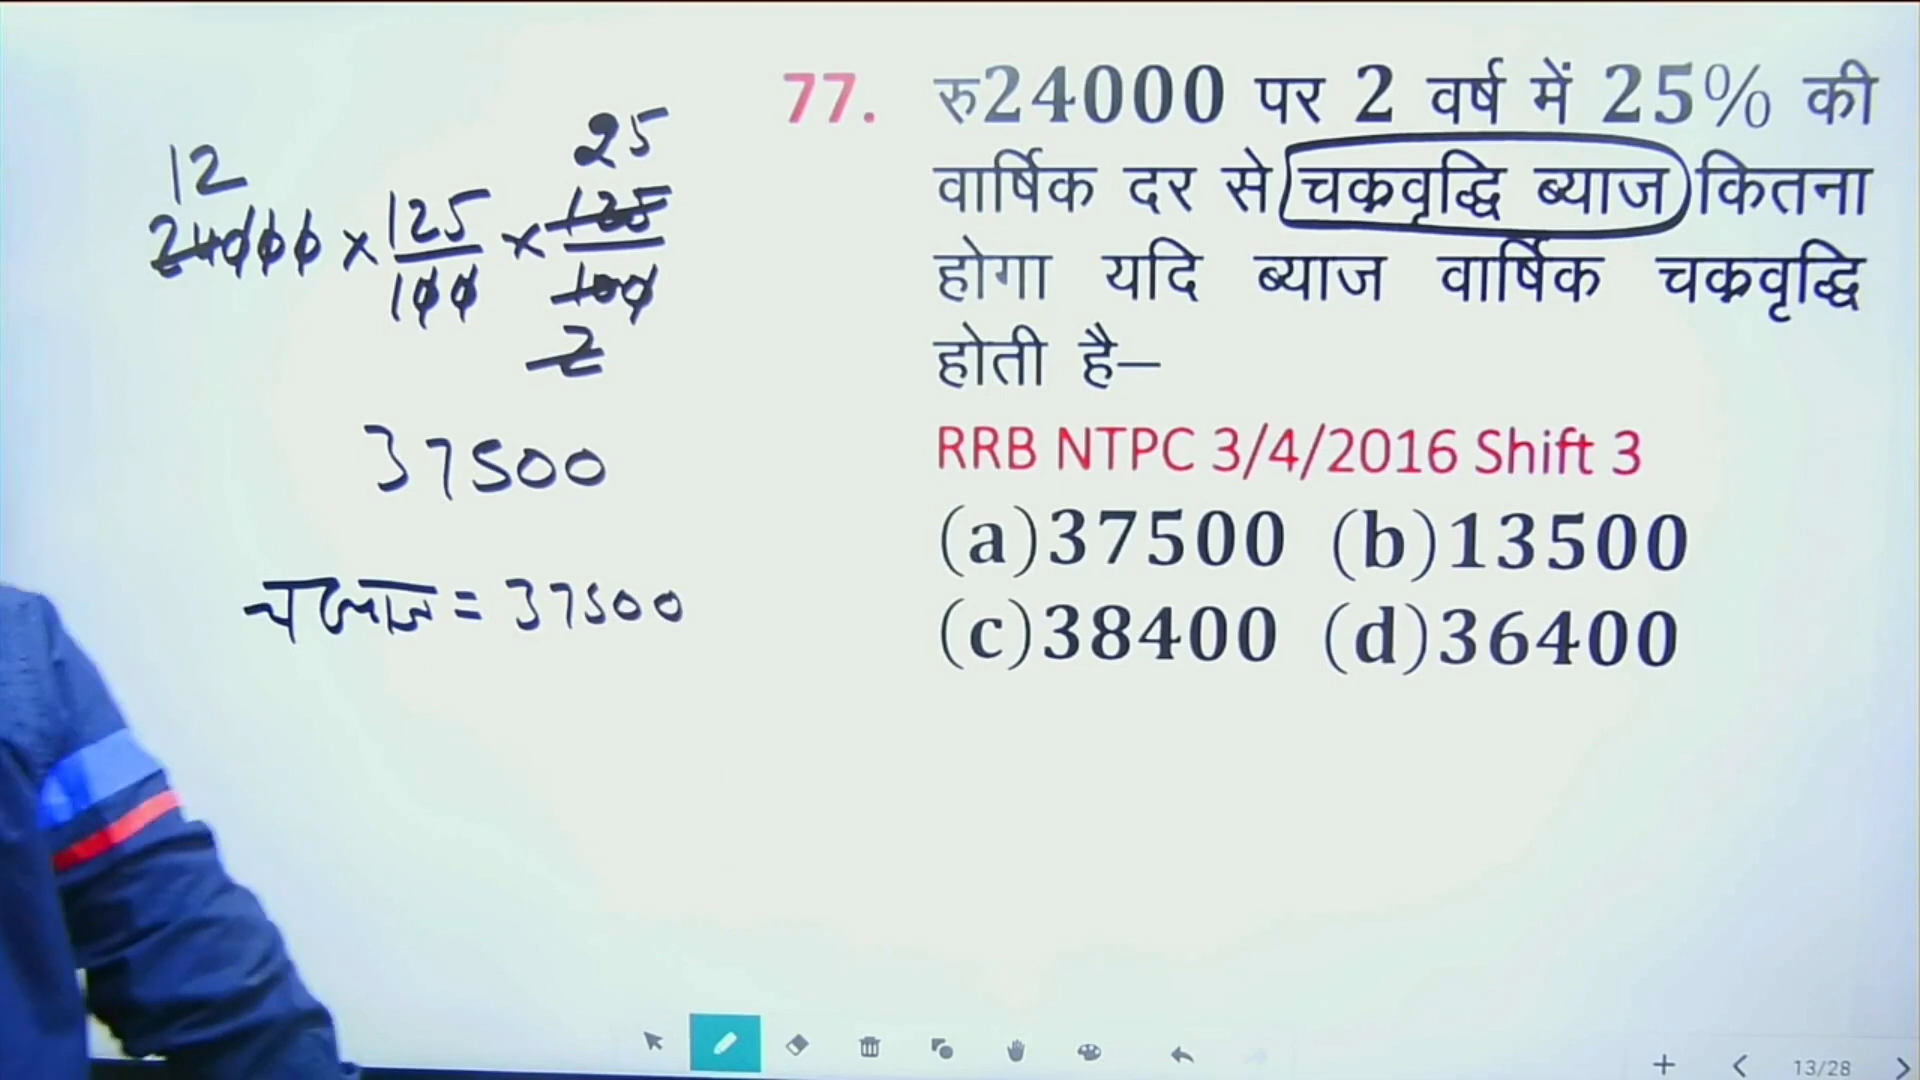 77. रु24000 पर 2 वर्ष में 25% की
वार्षिक दर से चक्रवृद्धि ब्याज कितना
होगा यदि ब्याज वार्षिक चक्रवृद्धि
होती है–
RRB NTPC 3/4/2016 Shift 3
(a)37500 (b)13500
(c)38400 (d)36400
12 25
24000 × 125/100 × 125/100
2
37500
च ब्याज = 37500
13/28